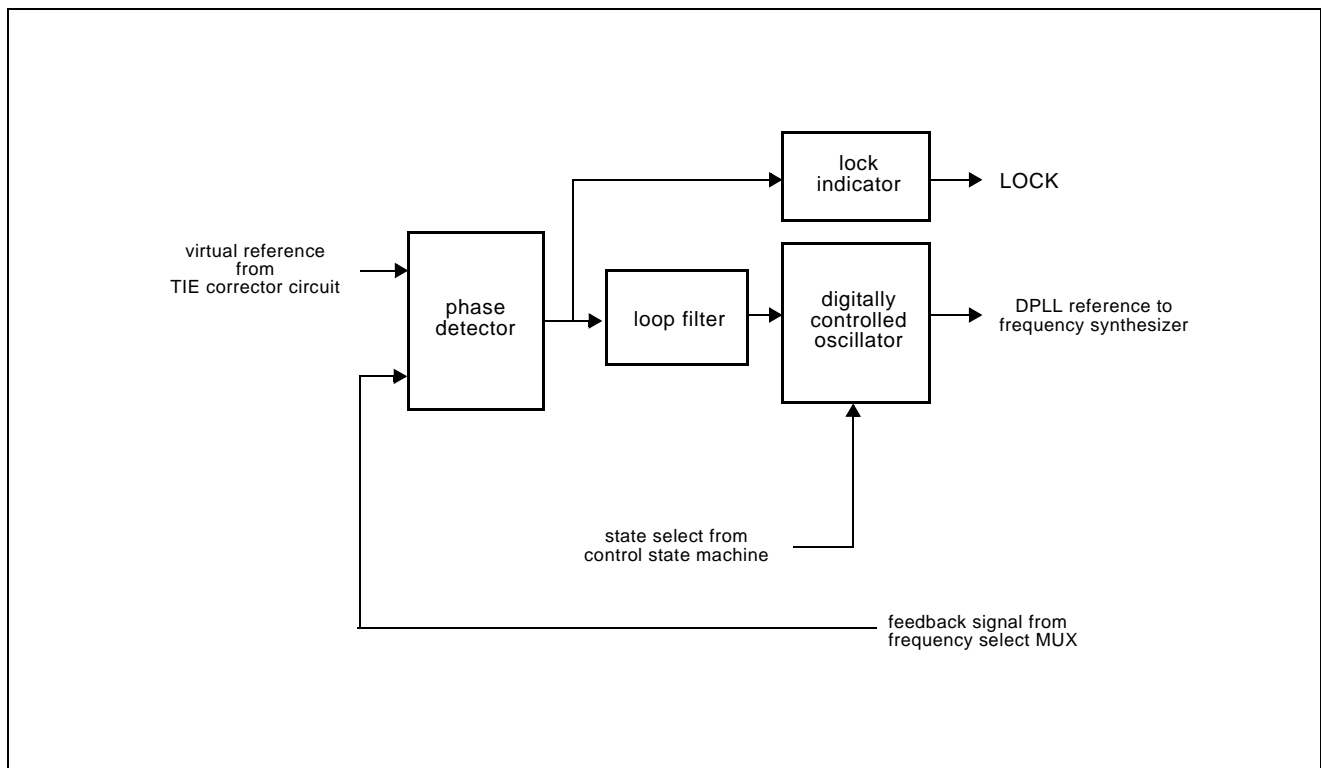 lock
indicator
LOCK
virtual reference
from
TIE corrector circuit
phase
detector
loop filter
digitally
controlled
oscillator
DPLL reference to
frequency synthesizer
state select from
control state machine
feedback signal from
frequency select MUX